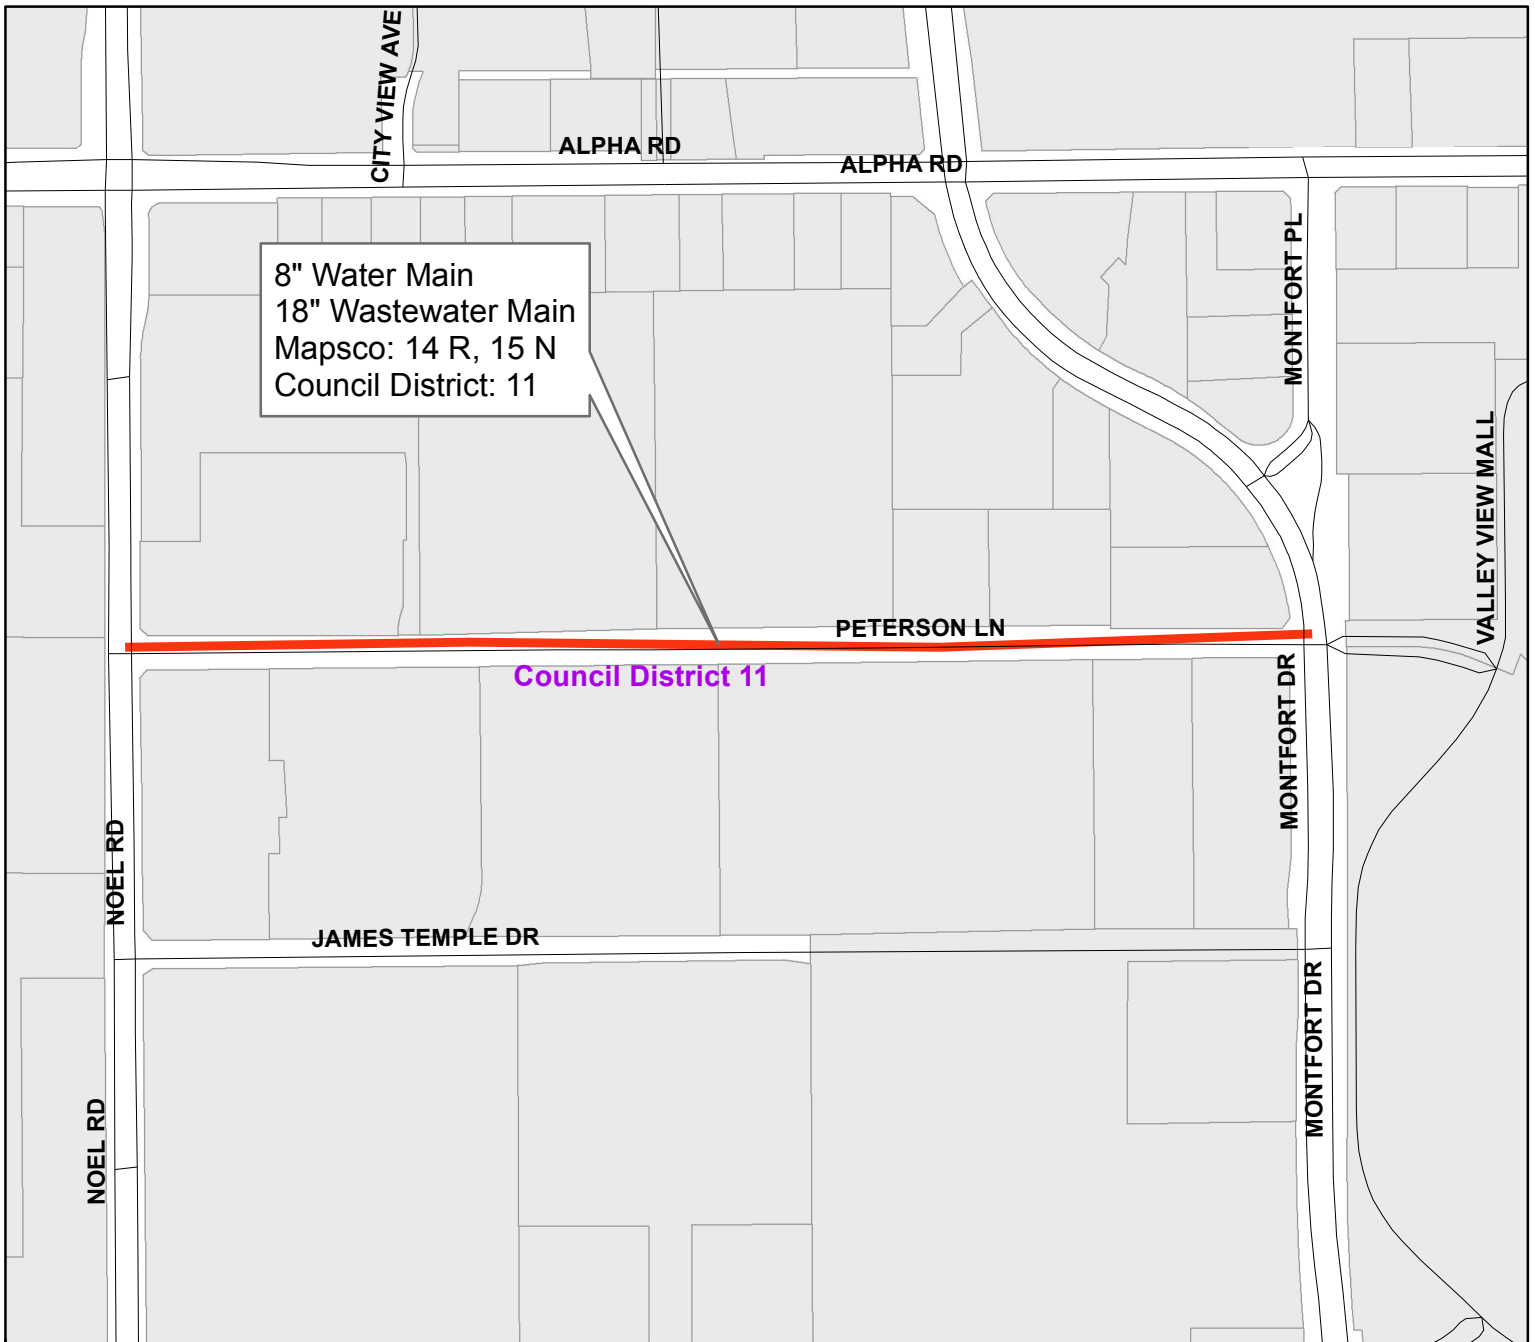 CITY VIEW AVE
ALPHA RD
ALPHA RD
MONTFORT PL
8" Water Main
18" Wastewater Main
Mapsco: 14 R, 15 N
Council District: 11
VALLEY VIEW MALL
PETERSON LN
Council District 11
MONTFORT DR
NOEL RD
JAMES TEMPLE DR
MONTFORT DR
NOEL RD